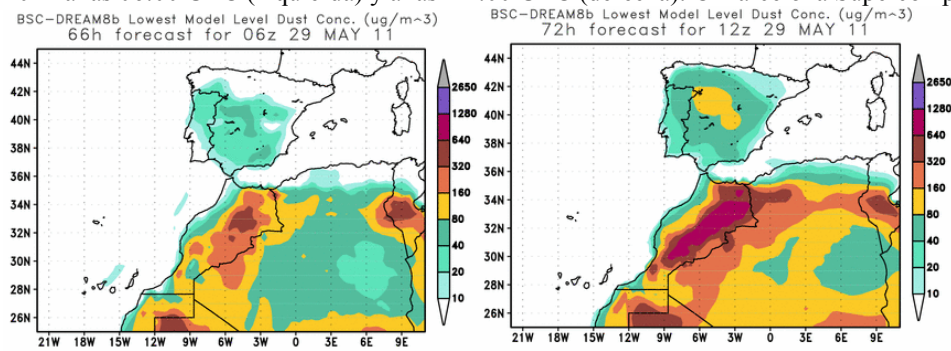 BSC-DREAM8b Lowest Model Level Dust Conc. (ug/m^3)
66h forecast for 06z 29 MAY 11
44N
42N
40N
38N
36N
34N
32N
30N
28N
26N
21W 18W 15W 12W 9W 6W 3W 0 3E 6E 9E
2650
1280
640
320
160
80
40
20
10
BSC-DREAM8b Lowest Model Level Dust Conc. (ug/m^3)
72h forecast for 12z 29 MAY 11
44N
42N
40N
38N
36N
34N
32N
30N
28N
26N
21W 18W 15W 12W 9W 6W 3W 0 3E 6E 9E
2650
1280
640
320
160
80
40
20
10